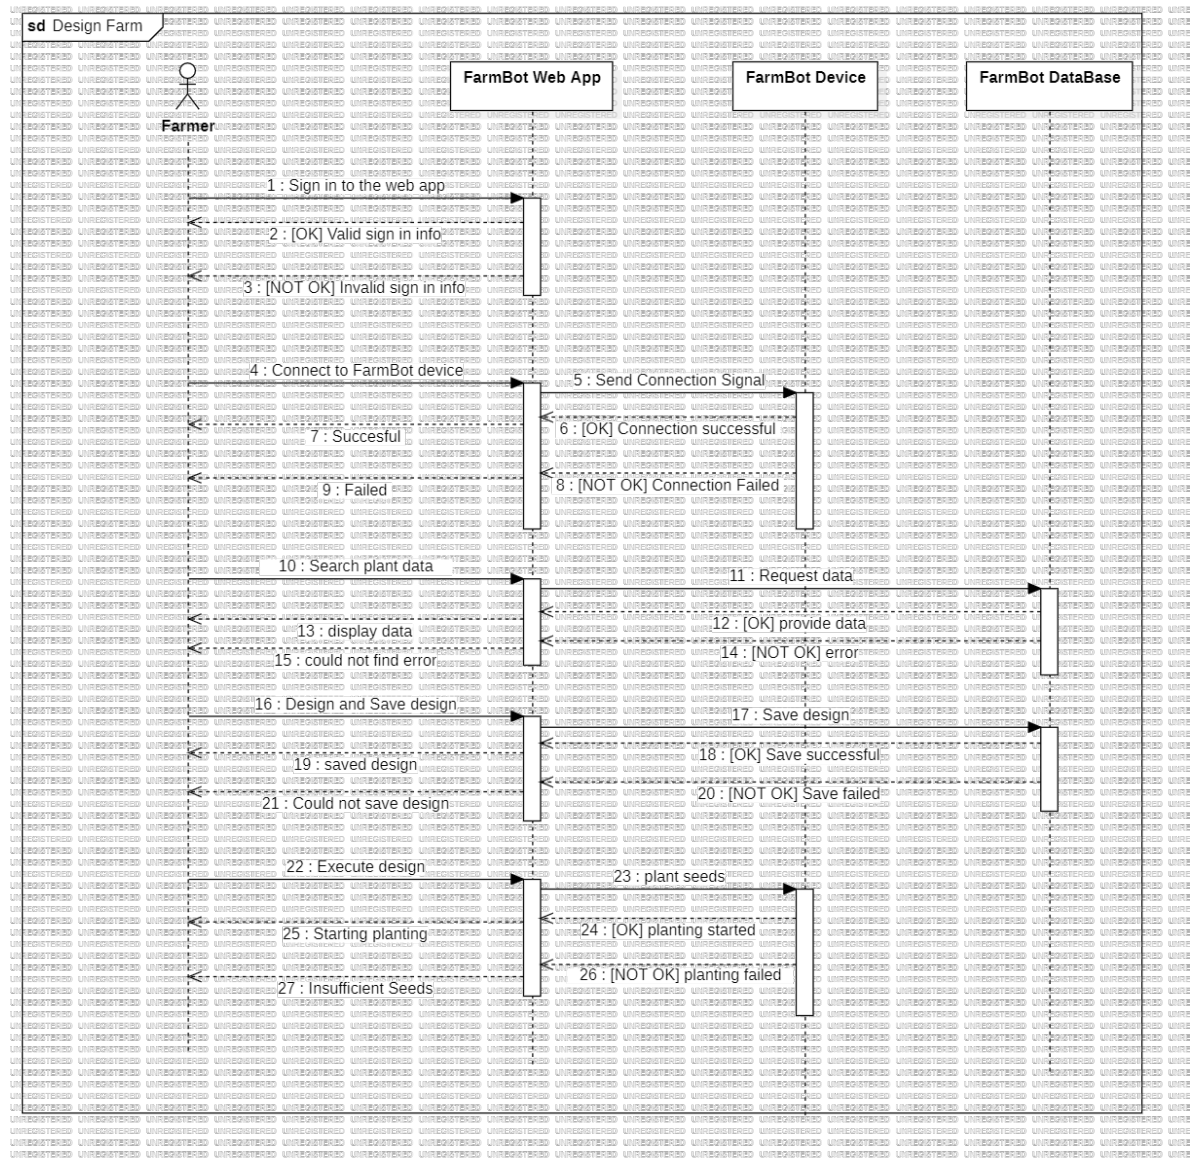 sd Design Farm
FarmBot Web App
FarmBot Device
FarmBot DataBase
Farmer
1 : Sign in to the web app
2 : [OK] Valid sign in info
3 : [NOT OK] Invalid sign in info
4 : Connect to FarmBot device
5 : Send Connection Signal
6 : [OK] Connection successful
7 : Succesful
8 : [NOT OK] Connection Failed
9 : Failed
10 : Search plant data
11 : Request data
12 : [OK] provide data
13 : display data
14 : [NOT OK] error
15 : could not find error
16 : Design and Save design
17 : Save design
18 : [OK] Save successful
19 : saved design
20 : [NOT OK] Save failed
21 : Could not save design
22 : Execute design
23 : plant seeds
24 : [OK] planting started
25 : Starting planting
26 : [NOT OK] planting failed
27 : Insufficient Seeds
UNREGISTERED